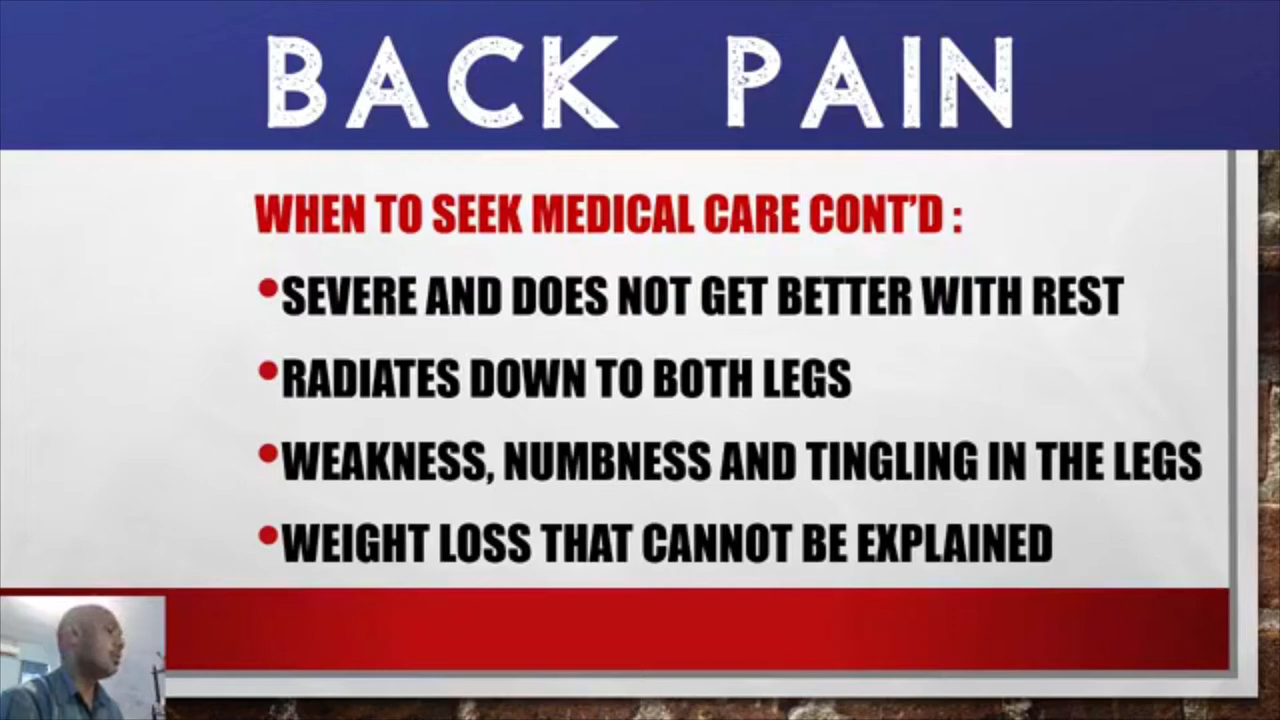 BACK PAIN
WHEN TO SEEK MEDICAL CARE CONT'D :
•SEVERE AND DOES NOT GET BETTER WITH REST
•RADIATES DOWN TO BOTH LEGS
•WEAKNESS, NUMBNESS AND TINGLING IN THE LEGS
•WEIGHT LOSS THAT CANNOT BE EXPLAINED